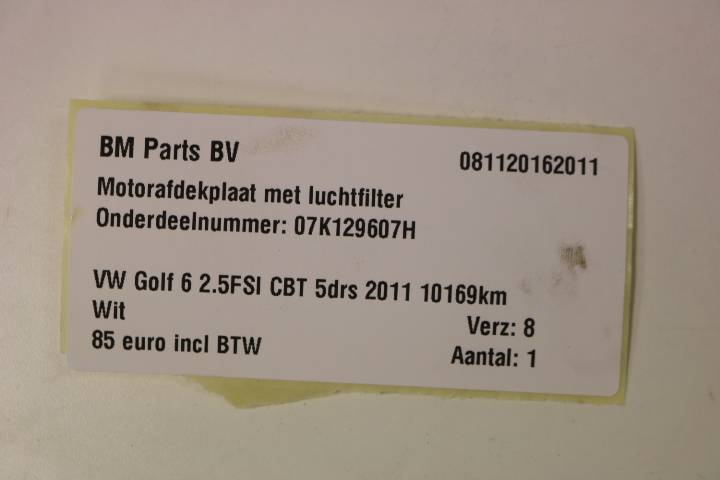 BM Parts BV 081120162011
Motorafdekplaat met luchtfilter
Onderdeelnummer: 07K129607H
VW Golf 6 2.5FSI CBT 5drs 2011 10169km
Wit Verz: 8
85 euro incl BTW Aantal: 1